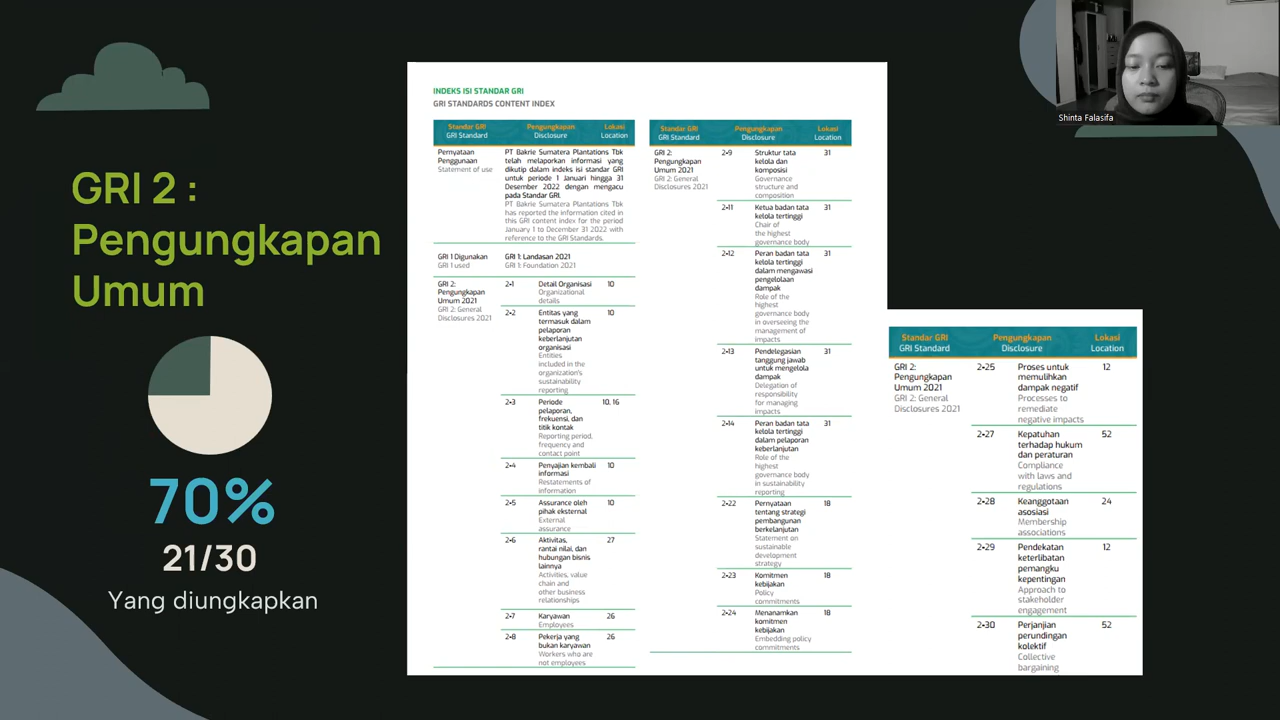 GRI 2 :
Pengungkapan
Umum
70%
21/30
Yang diungkapkan
INDEKS ISI STANDAR GRI
GRI STANDARDS CONTENT INDEX
Standar GRI
GRI Standard
Pengungkapan
Disclosure
Lokasi
Location
Pernyataan
Penggunaan
Statement of use
PT Bakrie Sumatera Plantations Tbk
telah melaporkan informasi yang
dikutip dalam indeks isi standar GRI
untuk periode 1 Januari hingga 31
Desember 2022 dengan mengacu
pada Standar GRI.
PT Bakrie Sumatera Plantations Tbk
has reported the information cited in
this GRI content index for the period
January 1 to December 31 2022 with
reference to the GRI Standards.
GRI 1 Digunakan
GRI 1 used
GRI 1: Landasan 2021
GRI 1: Foundation 2021
GRI 2:
Pengungkapan
Umum 2021
GRI 2: General
Disclosures 2021
2•1
Detail Organisasi
Organizational
details
10
2•2
Entitas yang
termasuk dalam
pelaporan
keberlanjutan
organisasi
Entities
included in the
organization's
sustainability
reporting
10
2•3
Periode
pelaporan,
frekuensi, dan
titik kontak
Reporting period,
frequency and
contact point
10, 16
2•4
Penyajian kembali
informasi
Restatements of
information
10
2•5
Assurance oleh
pihak eksternal
External
assurance
10
2•6
Aktivitas,
rantai nilai, dan
hubungan bisnis
lainnya
Activities, value
chain and
other business
relationships
27
2•7
Karyawan
Employees
26
2•8
Pekerja yang
bukan karyawan
Workers who are
not employees
26
Standar GRI
GRI Standard
Pengungkapan
Disclosure
Lokasi
Location
GRI 2:
Pengungkapan
Umum 2021
GRI 2: General
Disclosures 2021
2•9
Struktur tata
kelola dan
komposisi
Governance
structure and
composition
31
2•11
Ketua badan tata
kelola tertinggi
Chair of
the highest
governance body
31
2•12
Peran badan tata
kelola tertinggi
dalam mengawasi
pengelolaan
dampak
Role of the
highest
governance body
in overseeing the
management of
impacts
31
2•13
Pendelegasian
tanggung jawab
untuk mengelola
dampak
Delegation of
responsibility
for managing
impacts
31
2•14
Peran badan tata
kelola tertinggi
dalam pelaporan
keberlanjutan
Role of the
highest
governance body
in sustainability
reporting
31
2•22
Pernyataan
tentang strategi
pembangunan
berkelanjutan
Statement on
sustainable
development
strategy
18
2•23
Komitmen
kebijakan
Policy
commitments
18
2•24
Menanamkan
komitmen
kebijakan
Embedding policy
commitments
18
Standar GRI
GRI Standard
Pengungkapan
Disclosure
Lokasi
Location
GRI 2:
Pengungkapan
Umum 2021
GRI 2: General
Disclosures 2021
2•25
Proses untuk
memulihkan
dampak negatif
Processes to
remediate
negative impacts
12
2•27
Kepatuhan
terhadap hukum
dan peraturan
Compliance
with laws and
regulations
52
2•28
Keanggotaan
asosiasi
Membership
associations
24
2•29
Pendekatan
keterlibatan
pemangku
kepentingan
Approach to
stakeholder
engagement
12
2•30
Perjanjian
perundingan
kolektif
Collective
bargaining
52
Shinta Falasifa